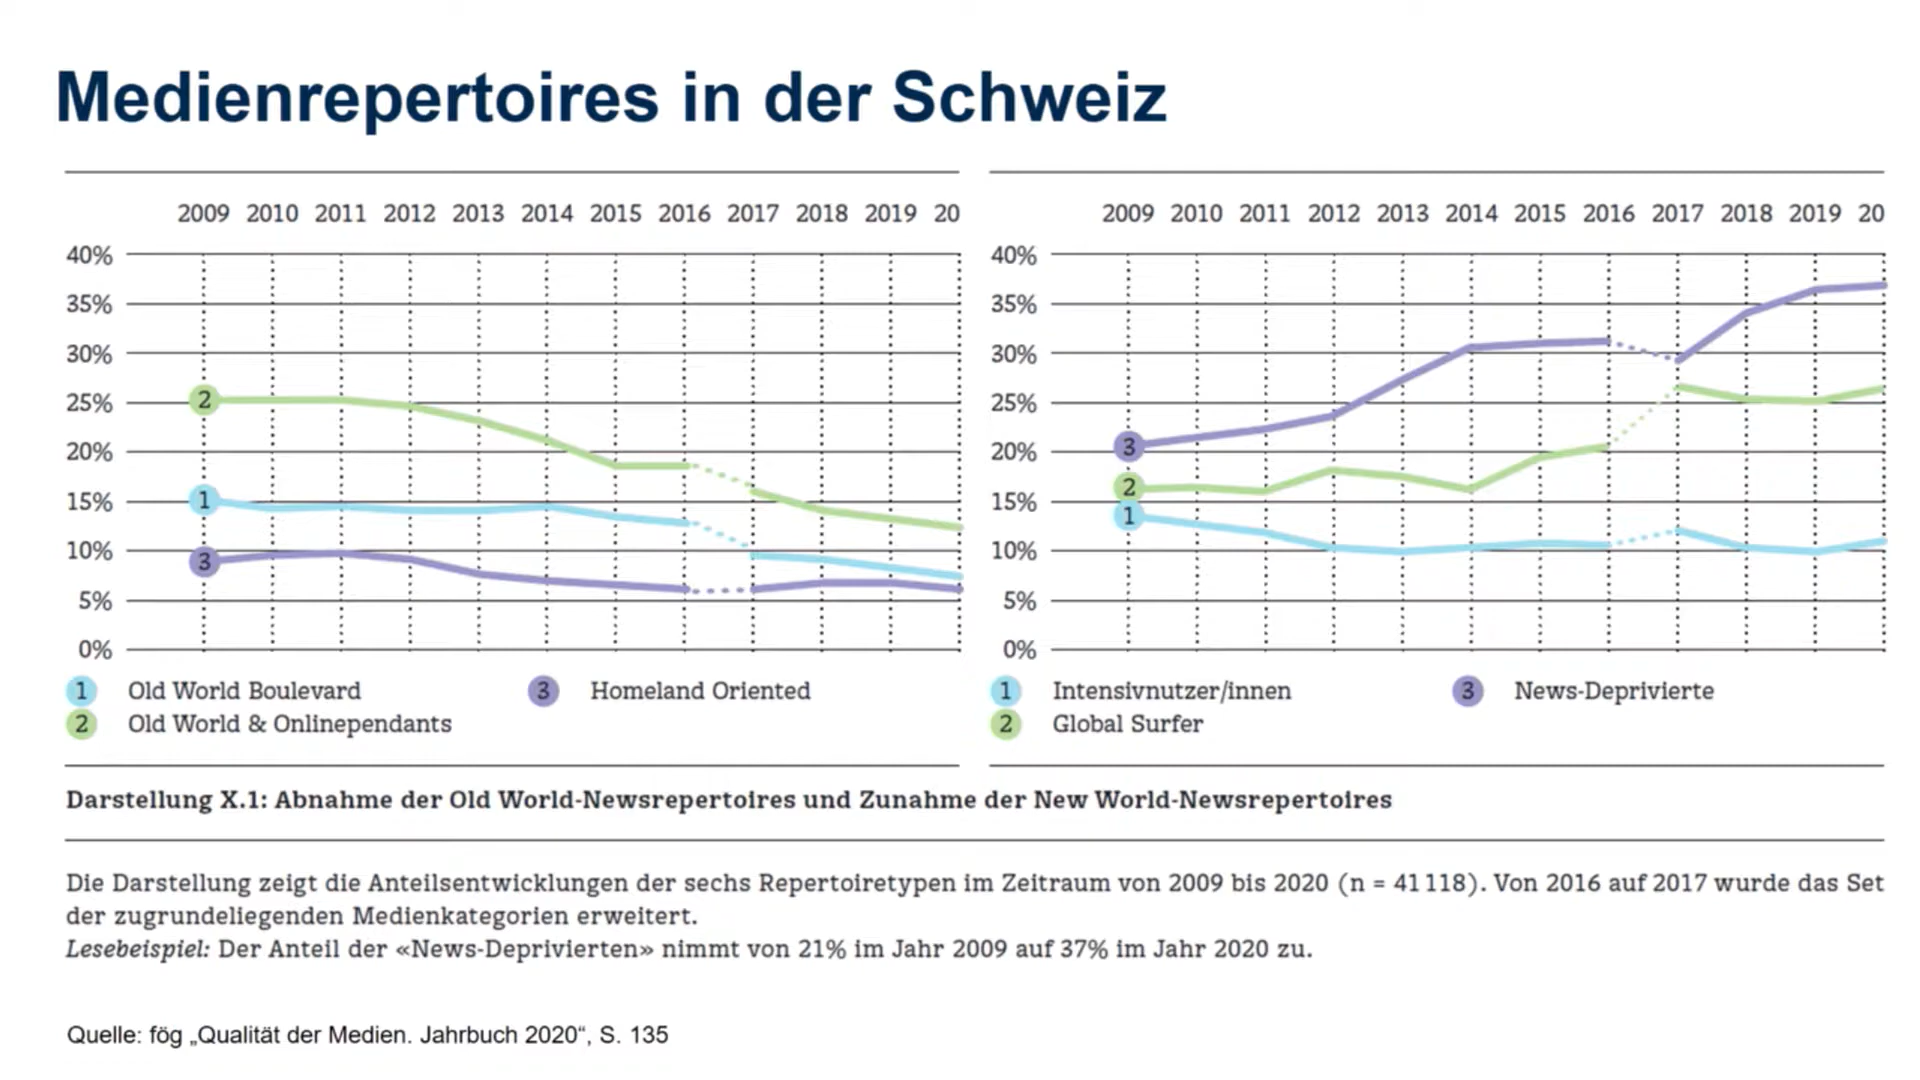 Medienrepertoires in der Schweiz
2009 2010 2011 2012 2013 2014 2015 2016 2017 2018 2019 20
40%
35%
30%
25%
20%
15%
10%
5%
0%
2
1
3
1 Old World Boulevard
3 Homeland Oriented
2 Old World & Onlinependants
2009 2010 2011 2012 2013 2014 2015 2016 2017 2018 2019 20
40%
35%
30%
25%
20%
15%
10%
5%
0%
3
2
1
1 Intensivnutzer/innen
3 News-Deprivierte
2 Global Surfer
Darstellung X.1: Abnahme der Old World-Newsrepertoires und Zunahme der New World-Newsrepertoires
Die Darstellung zeigt die Anteilsentwicklungen der sechs Repertoiretypen im Zeitraum von 2009 bis 2020 (n = 41 118). Von 2016 auf 2017 wurde das Set
der zugrundeliegenden Medienkategorien erweitert.
Lesebeispiel: Der Anteil der «News-Deprivierten» nimmt von 21% im Jahr 2009 auf 37% im Jahr 2020 zu.
Quelle: fög „Qualität der Medien. Jahrbuch 2020“, S. 135